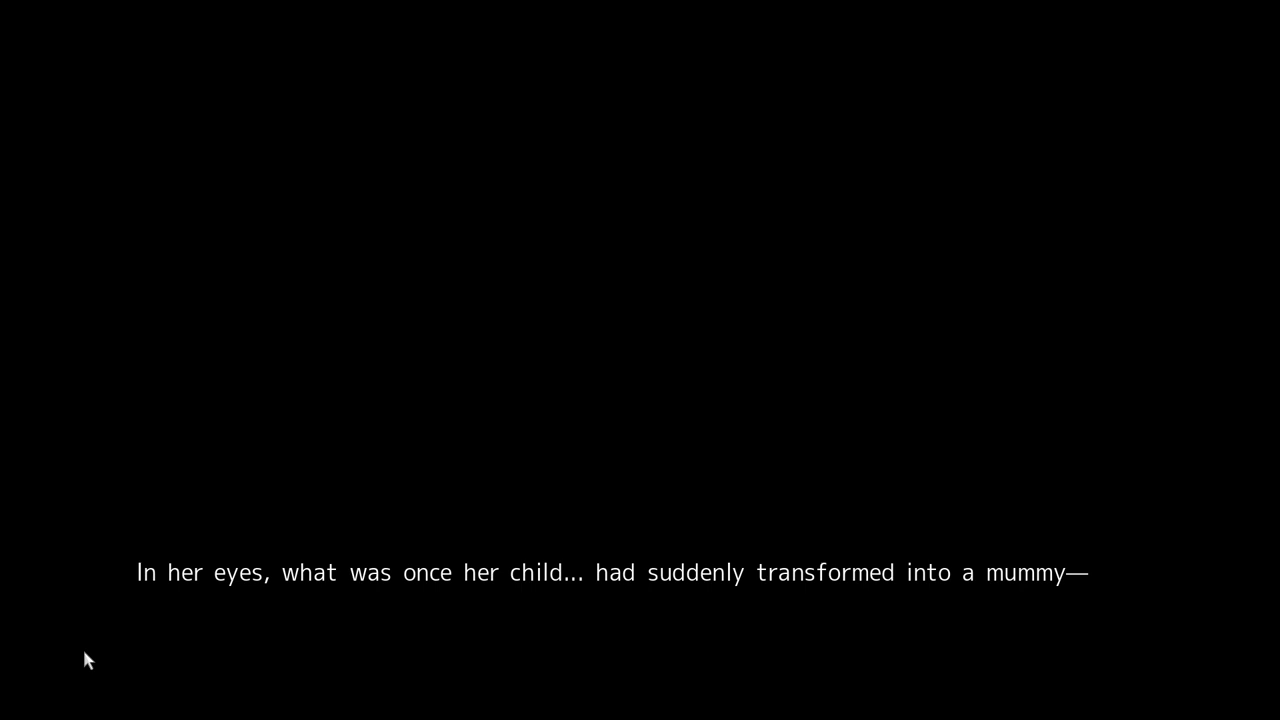 In her eyes, what was once her child... had suddenly transformed into a mummy—